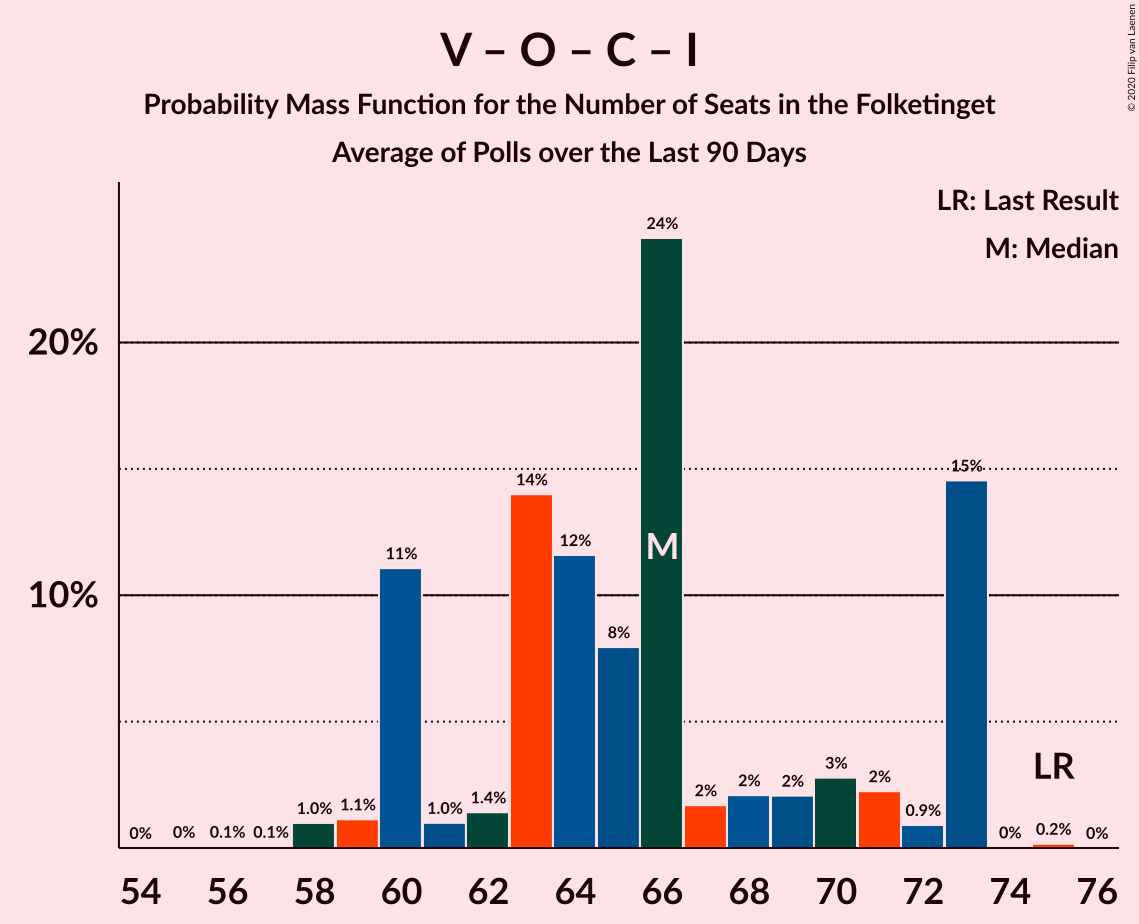 V – O – C – I
Probability Mass Function for the Number of Seats in the Folketinget
Average of Polls over the Last 90 Days
© 2020 Filip van Laenen
LR: Last Result
M: Median
20%
10%
0%
0%
0.1%
0.1%
1.0%
1.1%
11%
1.0%
1.4%
14%
12%
8%
24%
M
2%
2%
2%
3%
2%
0.9%
15%
0%
0.2%
LR
0%
54 56 58 60 62 64 66 68 70 72 74 76